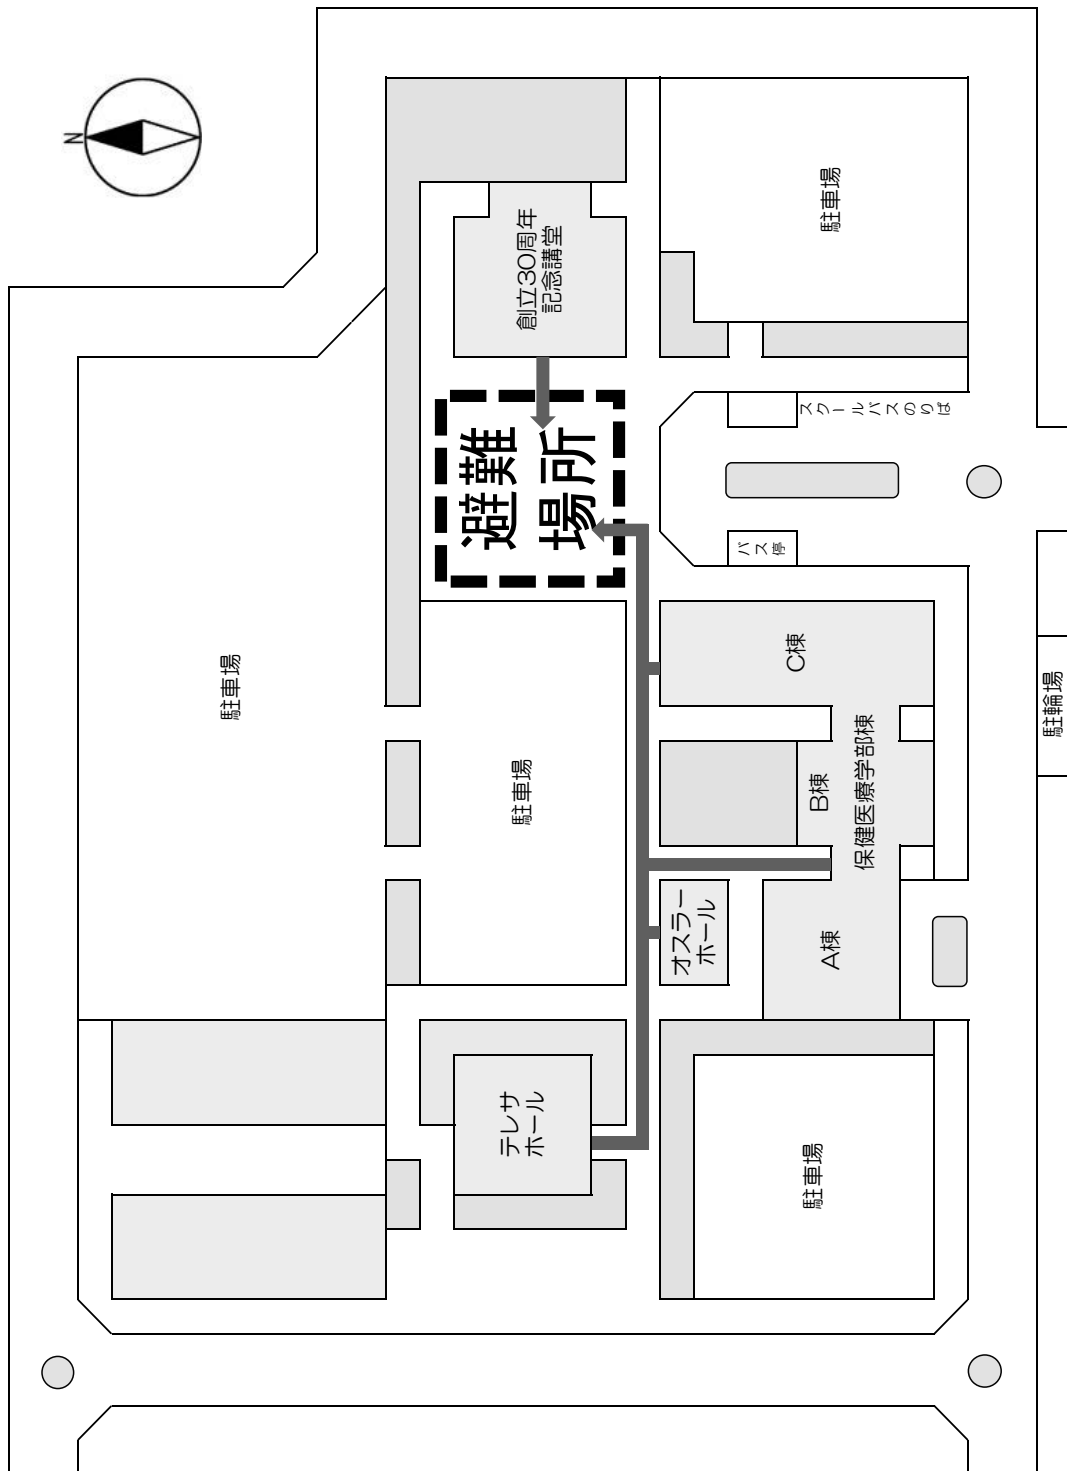 N
駐車場
創立30周年
記念講堂
避難
場所
スクールバスのりば
バス停
駐車場
駐車場
C棟
B棟
保健医療学部棟
A棟
オスラー
ホール
駐輪場
テレサ
ホール
駐車場